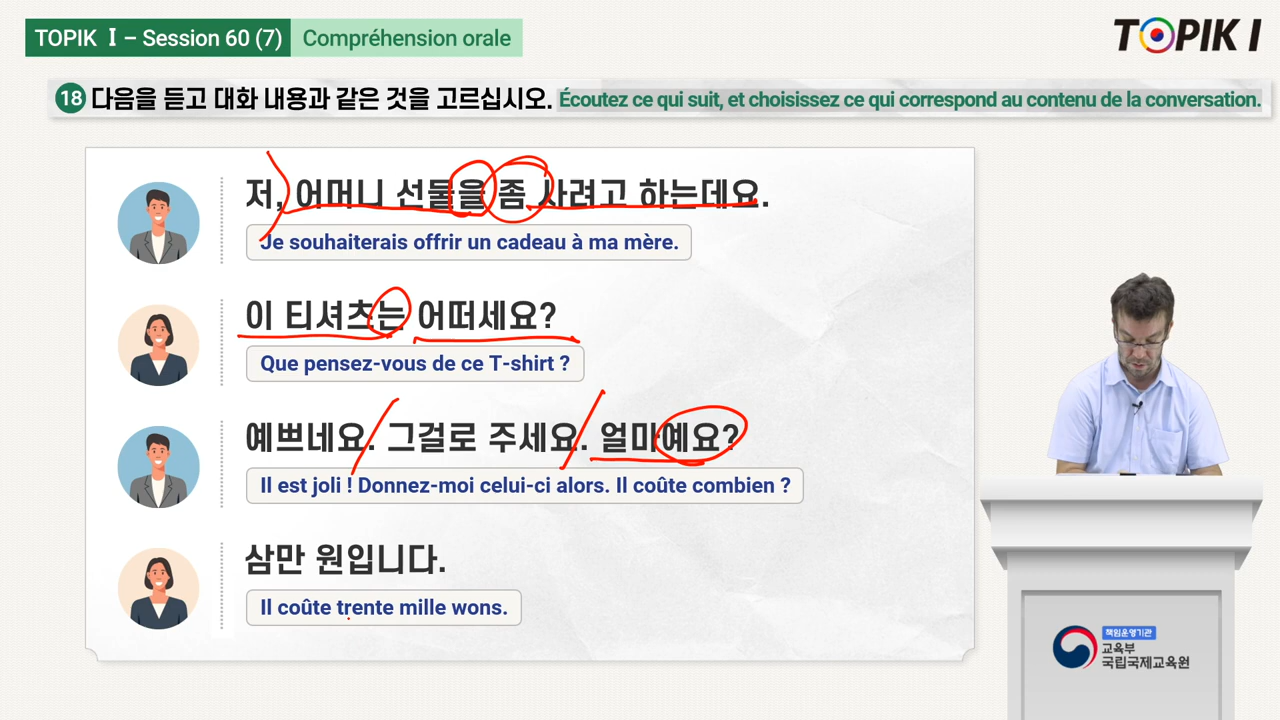 TOPIK Ⅰ – Session 60 (7) Compréhension orale
TOPIK I
18 다음을 듣고 대화 내용과 같은 것을 고르십시오. Écoutez ce qui suit, et choisissez ce qui correspond au contenu de la conversation.
저, 어머니 선물을 좀 사려고 하는데요.
Je souhaiterais offrir un cadeau à ma mère.
이 티셔츠는 어떠세요?
Que pensez-vous de ce T-shirt ?
예쁘네요. 그걸로 주세요. 얼마예요?
Il est joli ! Donnez-moi celui-ci alors. Il coûte combien ?
삼만 원입니다.
Il coûte trente mille wons.
책임운영기관
교육부
국립국제교육원